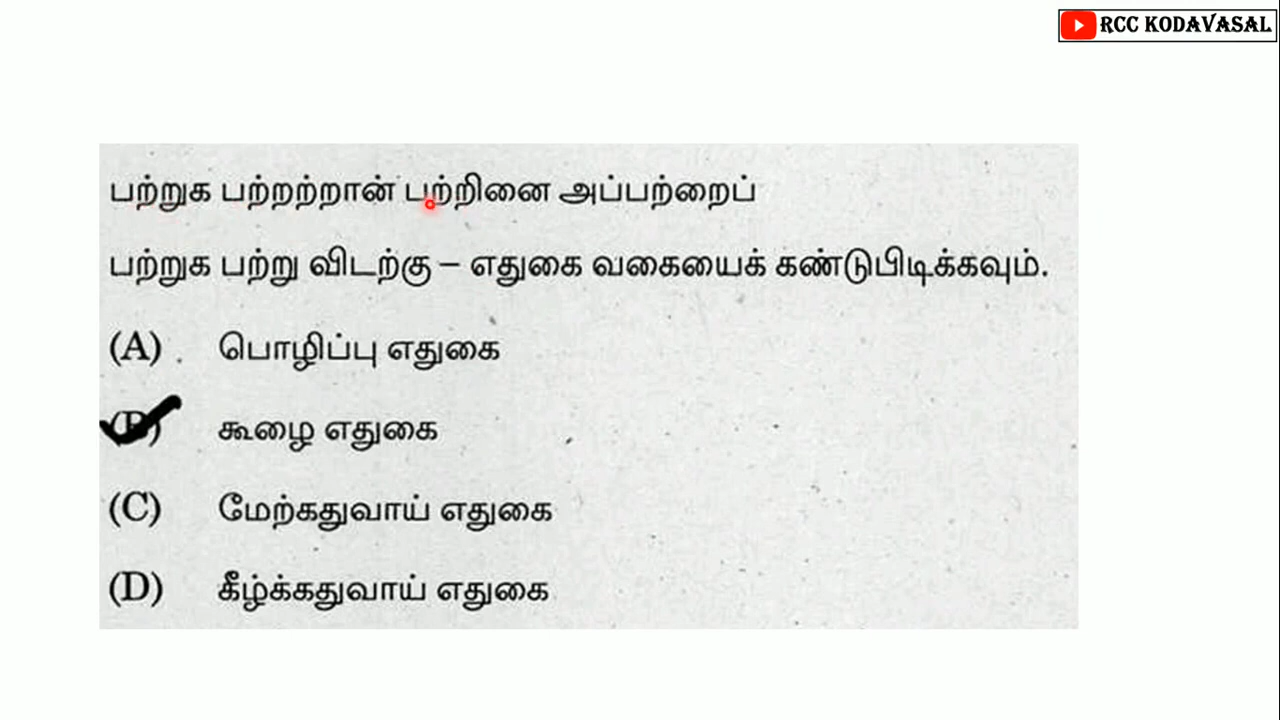 RCC KODAVASAL
பற்றுக பற்றற்றான் பற்றினை அப்பற்றைப்
பற்றுக பற்று விடற்கு – எதுகை வகையைக் கண்டுபிடிக்கவும்.
(A) பொழிப்பு எதுகை
(B) கூழை எதுகை
(C) மேற்கதுவாய் எதுகை
(D) கீழ்க்கதுவாய் எதுகை